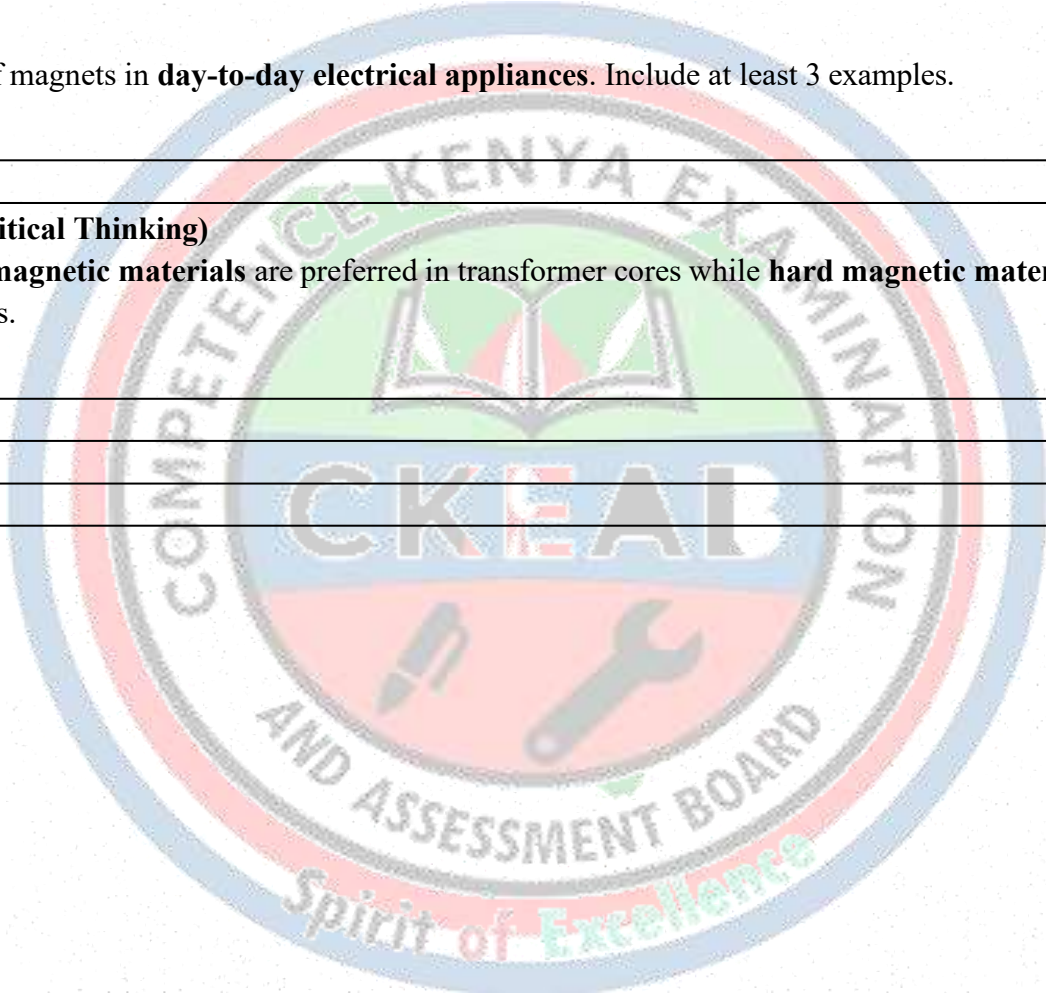 f magnets in day-to-day electrical appliances. Include at least 3 examples.
itical Thinking)
magnetic materials are preferred in transformer cores while hard magnetic mater
s.
COMPETENCE KENYA EXAMINATION
CKEAB
AND ASSESSMENT BOARD
Spirit of Excellence